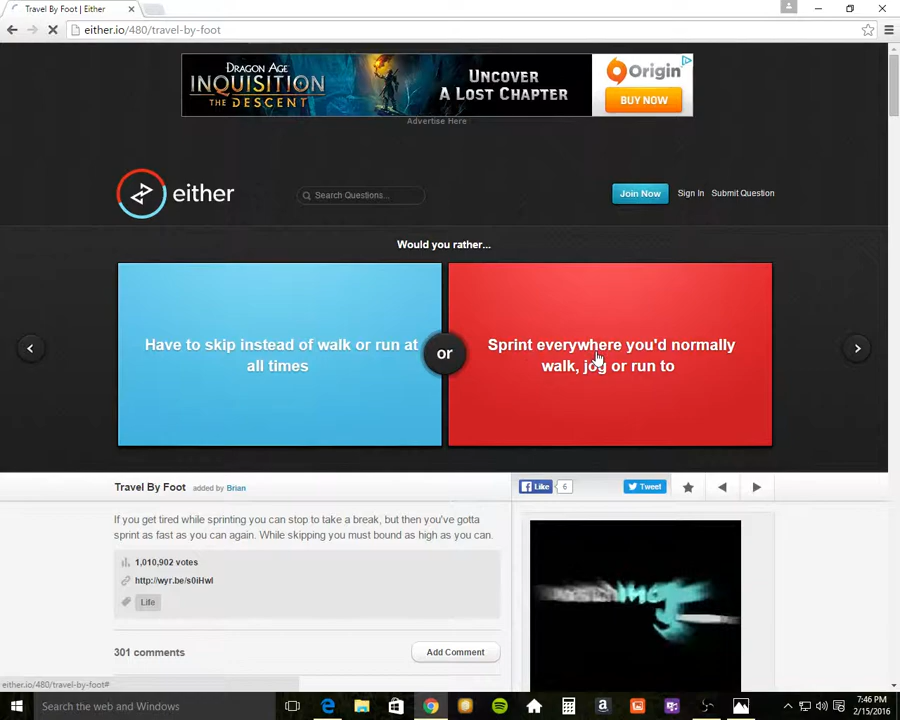 Travel By Foot | Either
either.io/480/travel-by-foot
DRAGON AGE
INQUISITION
THE DESCENT
UNCOVER
A LOST CHAPTER
Origin
BUY NOW
Advertise Here
either
Search Questions...
Join Now
Sign In
Submit Question
Would you rather...
Have to skip instead of walk or run at
all times
or
Sprint everywhere you'd normally
walk, jog or run to
Travel By Foot added by Brian
Like 6
Tweet
If you get tired while sprinting you can stop to take a break, but then you've gotta
sprint as fast as you can again. While skipping you must bound as high as you can.
1,010,902 votes
http://wyr.be/s0iHwI
Life
301 comments
Add Comment
either.io/480/travel-by-foot#
Search the web and Windows
7:46 PM
2/15/2016